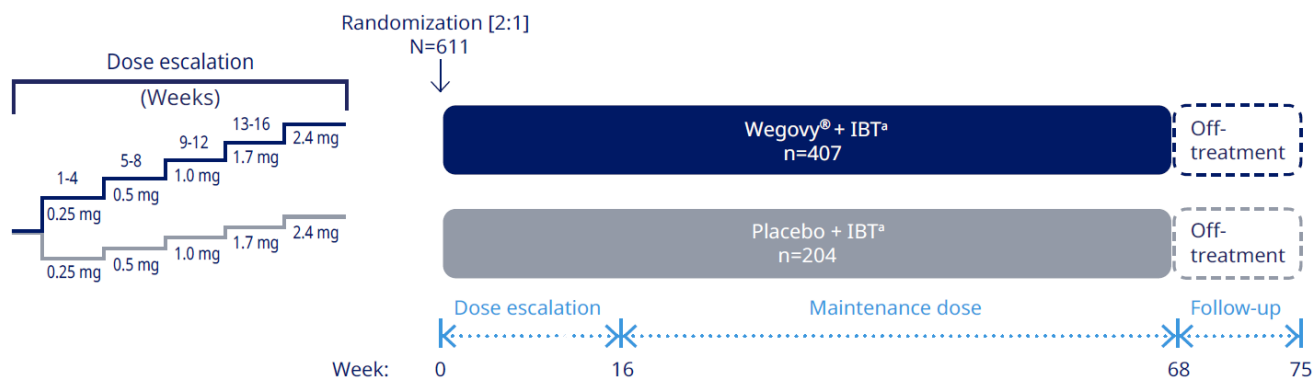 Randomization [2:1]
N=611
Dose escalation
(Weeks)
13-16
9-12
5-8
1-4
2.4 mg
1.7 mg
1.0 mg
0.5 mg
0.25 mg
2.4 mg
1.7 mg
1.0 mg
0.5 mg
0.25 mg
Wegovy® + IBTᵃ
n=407
Off-
treatment
Placebo + IBTᵃ
n=204
Off-
treatment
Dose escalation Maintenance dose Follow-up
Week: 0 16 68 75